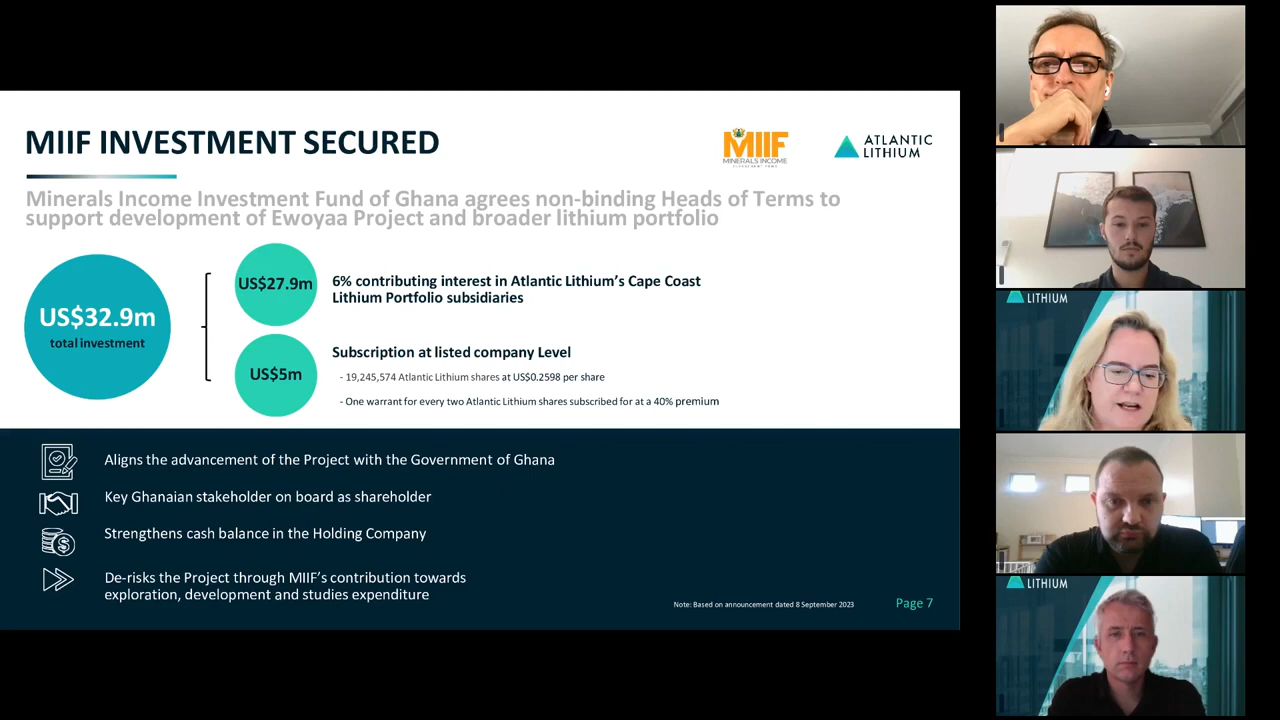 MIIF INVESTMENT SECURED
MIIF
MINERALS INCOME
INVESTMENT FUND
ATLANTIC
LITHIUM
Minerals Income Investment Fund of Ghana agrees non-binding Heads of Terms to
support development of Ewoyaa Project and broader lithium portfolio
US$32.9m
total investment
US$27.9m
6% contributing interest in Atlantic Lithium’s Cape Coast
Lithium Portfolio subsidiaries
US$5m
Subscription at listed company Level
- 19,245,574 Atlantic Lithium shares at US$0.2598 per share
- One warrant for every two Atlantic Lithium shares subscribed for at a 40% premium
Aligns the advancement of the Project with the Government of Ghana
Key Ghanaian stakeholder on board as shareholder
Strengthens cash balance in the Holding Company
De-risks the Project through MIIF’s contribution towards
exploration, development and studies expenditure
Note: Based on announcement dated 8 September 2023
Page 7
LITHIUM
LITHIUM